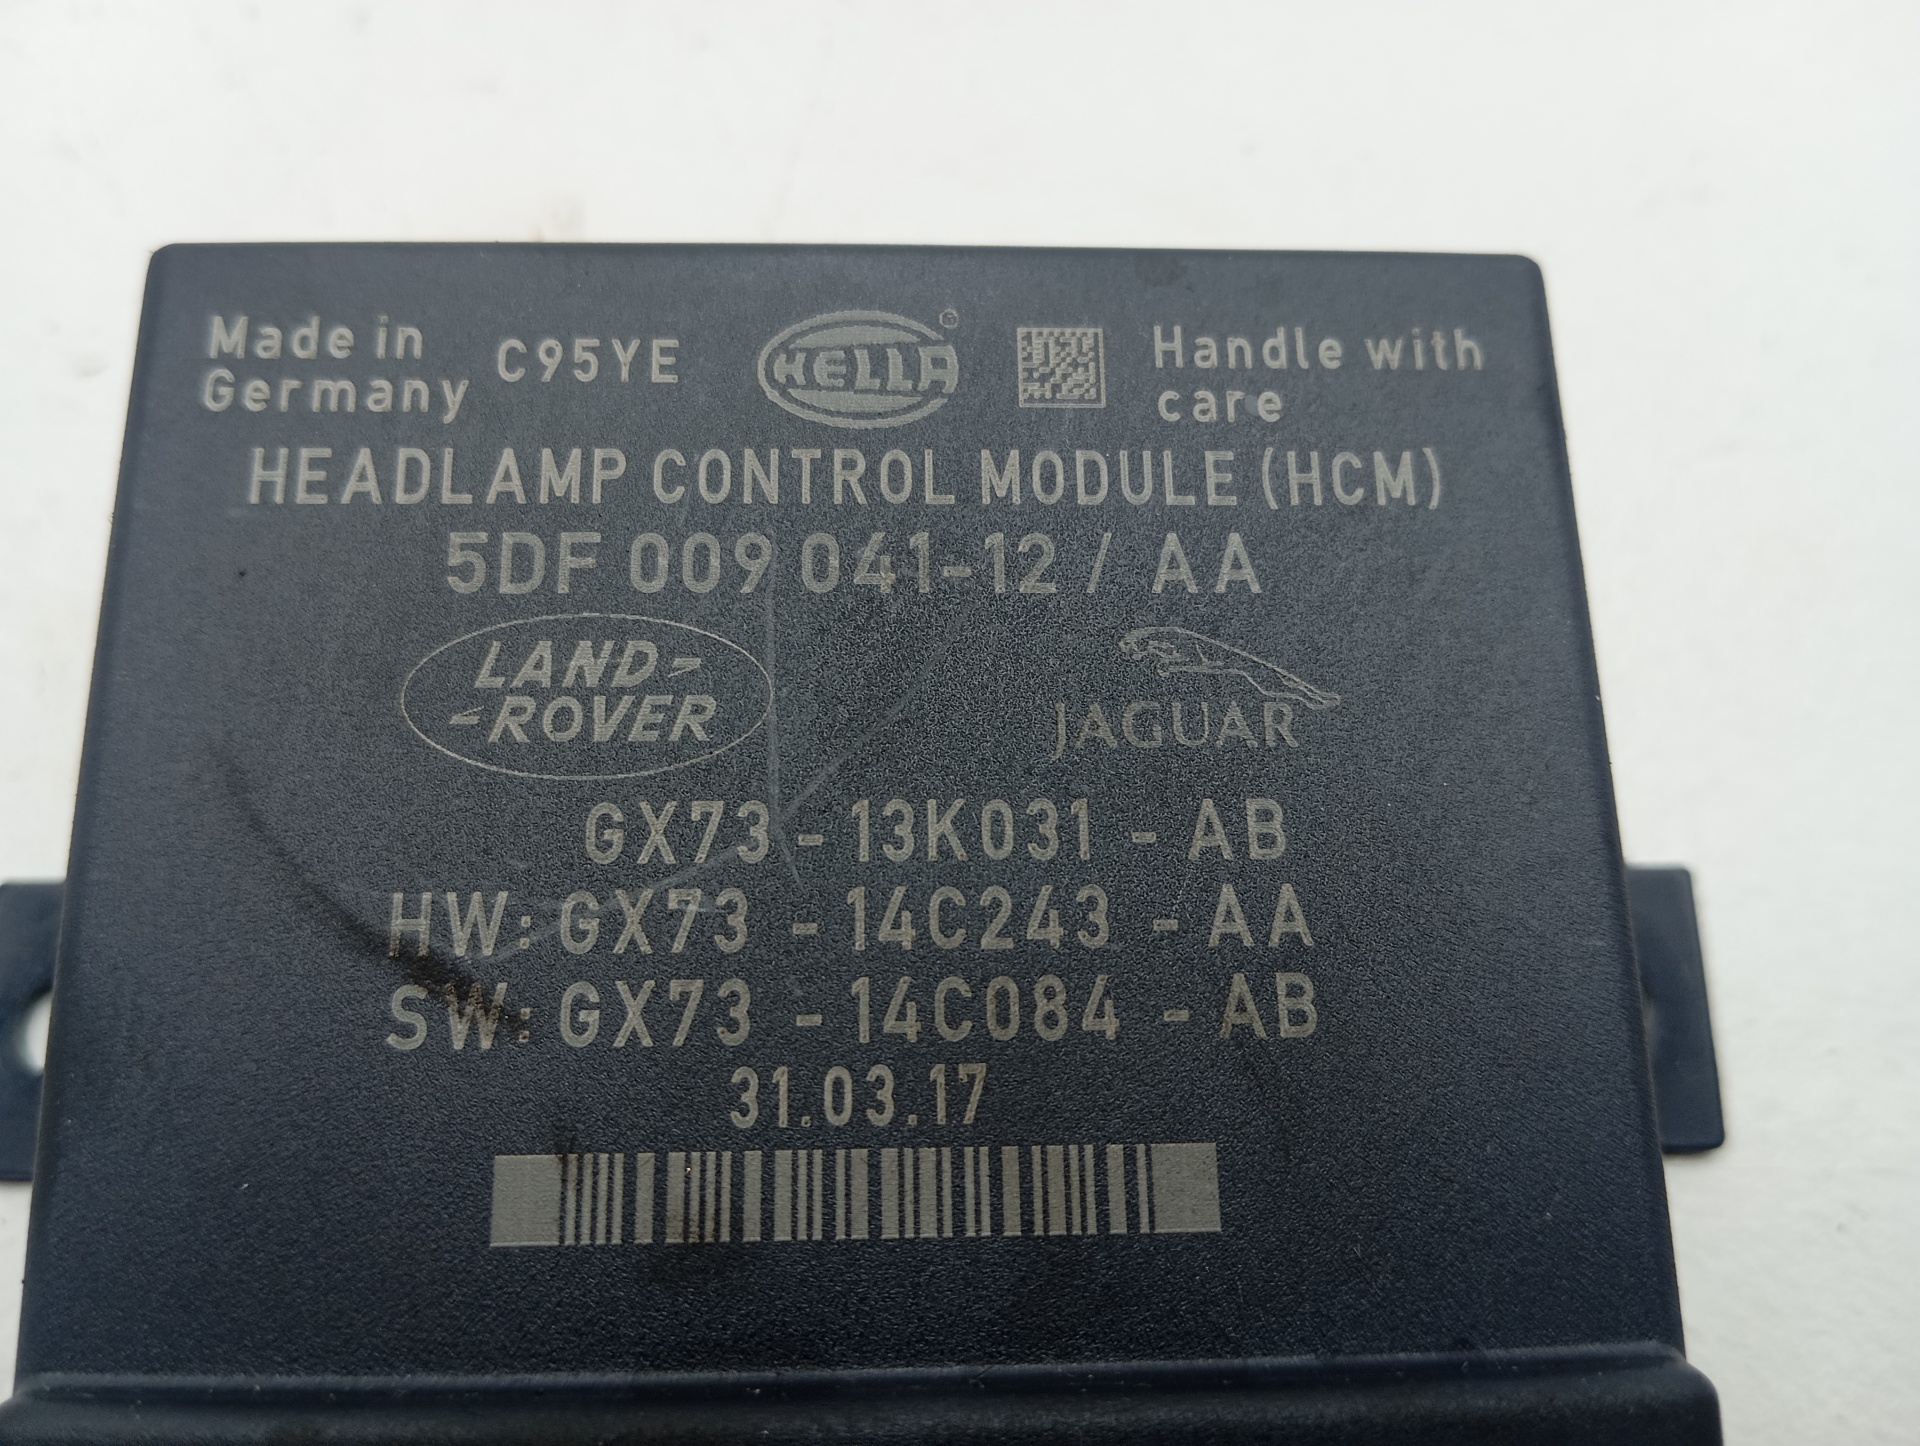 Made in
Germany
C95YE
HELLA
Handle with
care
HEADLAMP CONTROL MODULE (HCM)
5DF 009 041-12 / AA
LAND-
-ROVER
JAGUAR
GX73 - 13K031 - AB
HW: GX73 - 14C243 - AA
SW: GX73 - 14C084 - AB
31.03.17